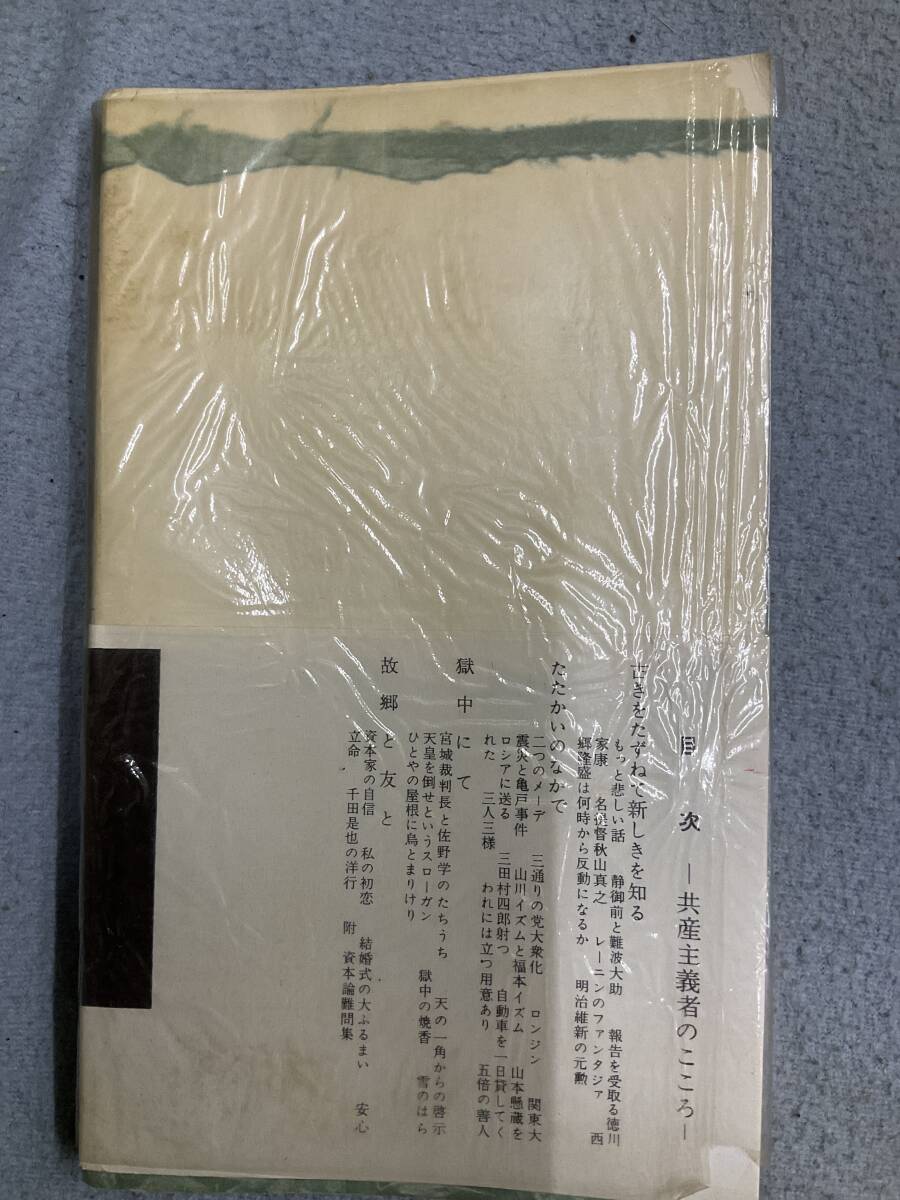 目次 ―共産主義者のこころ―
古きをたずねて新しきを知る
もっと悲しい話 静御前と難波大助 報告を受取る徳川
家康 名提督秋山真之 レーニンのファンタジァ 西
郷隆盛は何時から反動になるか 明治維新の元勲
たたかいのなかで
二つのメーデー 三通りの党大衆化 ロンジン 関東大
震災と亀戸事件 山川イズムと福本イズム 山本懸蔵を
ロシアに送る 三田村四郎射つ 自動車を一日貸してく
れた 三人三様 われには立つ用意あり 五倍の善人
獄中にて
宮城裁判長と佐野学のたちうち 天の一角からの啓示
天皇を倒せというスローガン 獄中の焼香 雪のはら
ひとやの屋根に烏とまりけり
故郷と友と
資本家の自信 私の初恋 結婚式の大ふるまい 安心
立命 千田是也の洋行 附 資本論難問集